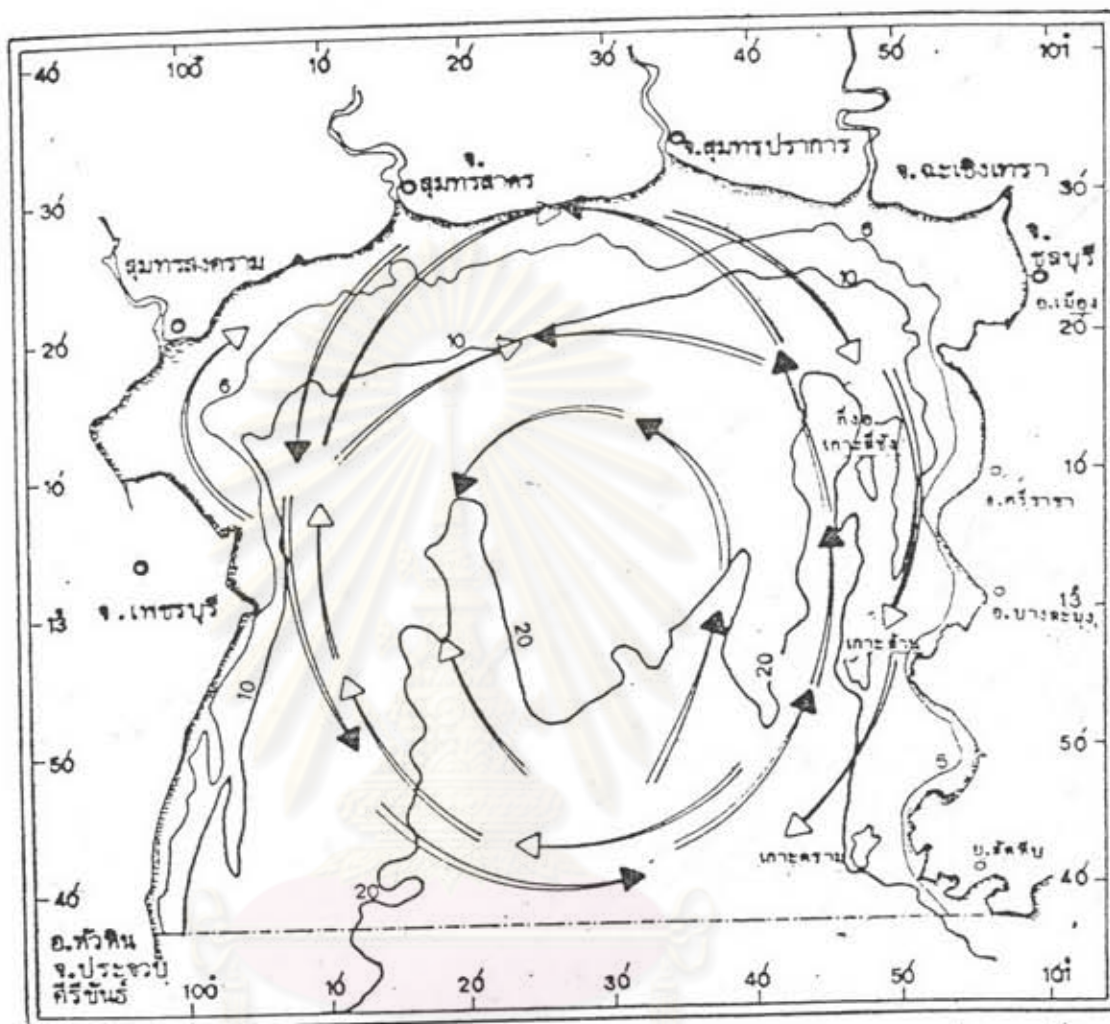 40′ 100° 10′ 20′ 30′ 40′ 50′ 101°
จ.สมุทรปราการ
จ.
สมุทรสาคร
จ.ฉะเชิงเทรา
30′ 30′
สมุทรสงคราม
6
จ.
ชลบุรี
10
อ.เมือง
20′ 10 20′
6
กิ่งอ.
เกาะสีชัง
10′ 10′
อ.ศรีราชา
จ.เพชรบุรี
13° 20 13°
อ.บางละมุง
เกาะล้าน
10 20
50′ 5 50′
เกาะคราม
อ.สัตหีบ
40′ 20 40′
อ.หัวหิน
จ.ประจวบ
คีรีขันธ์
100° 10′ 20′ 30′ 40′ 50′ 101°